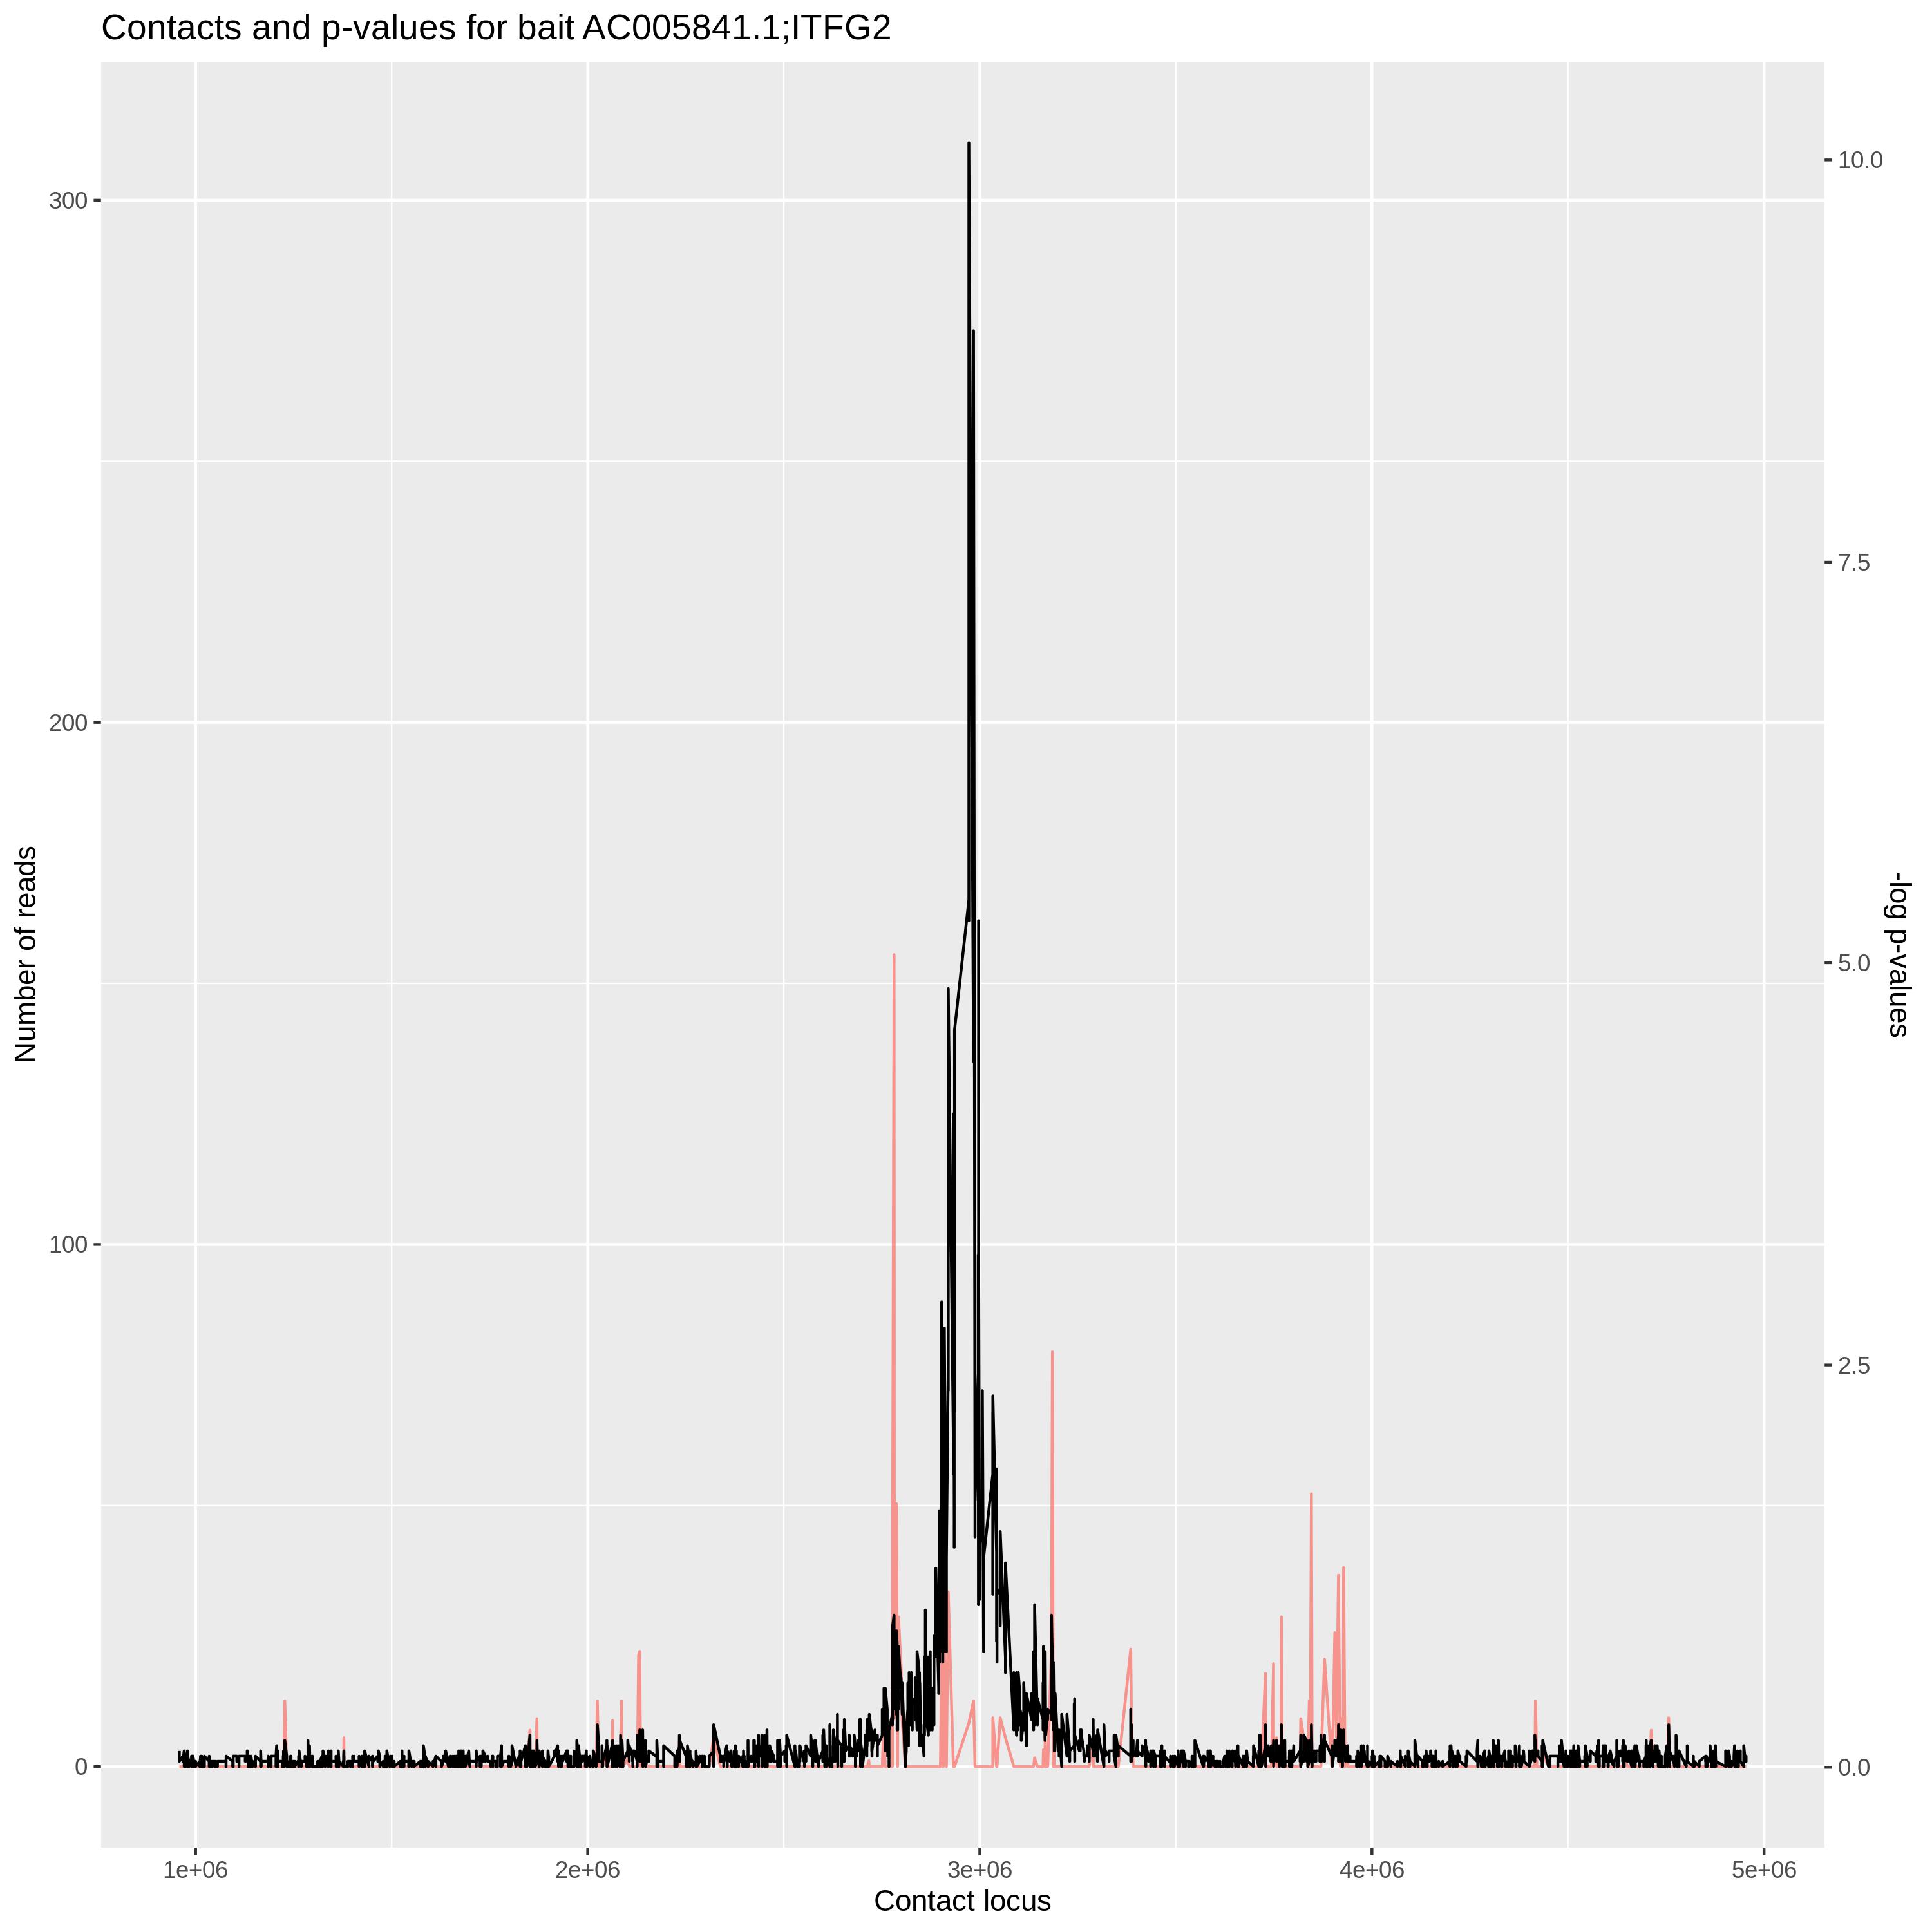 Contacts and p-values for bait AC005841.1;ITFG2
300
200
100
0
Number of reads
10.0
7.5
5.0
2.5
0.0
-log p-values
1e+06
2e+06
3e+06
4e+06
5e+06
Contact locus